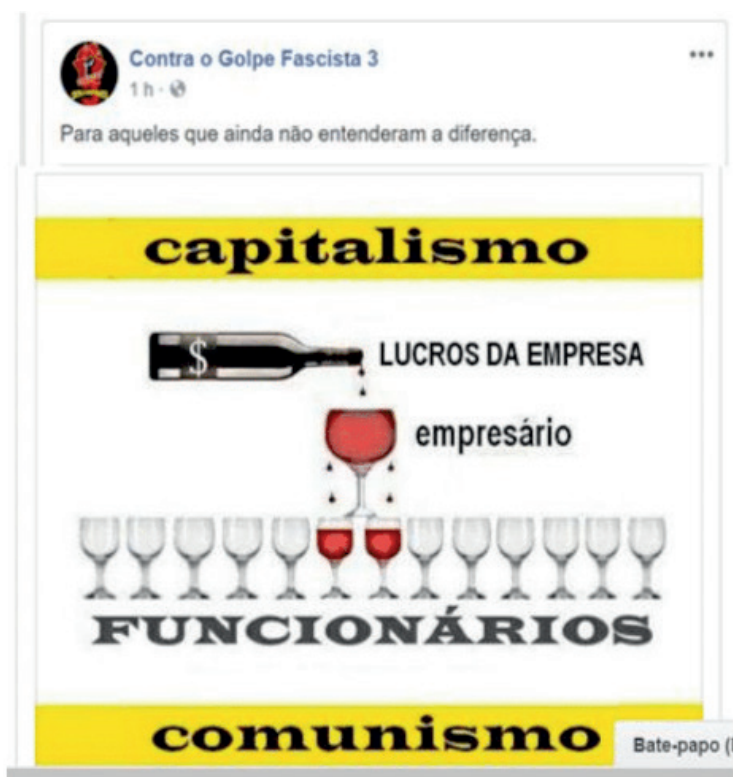 Contra o Golpe Fascista 3
1 h ·
Para aqueles que ainda não entenderam a diferença.
capitalismo
$
LUCROS DA EMPRESA
empresário
FUNCIONÁRIOS
comunismo
Bate-papo (